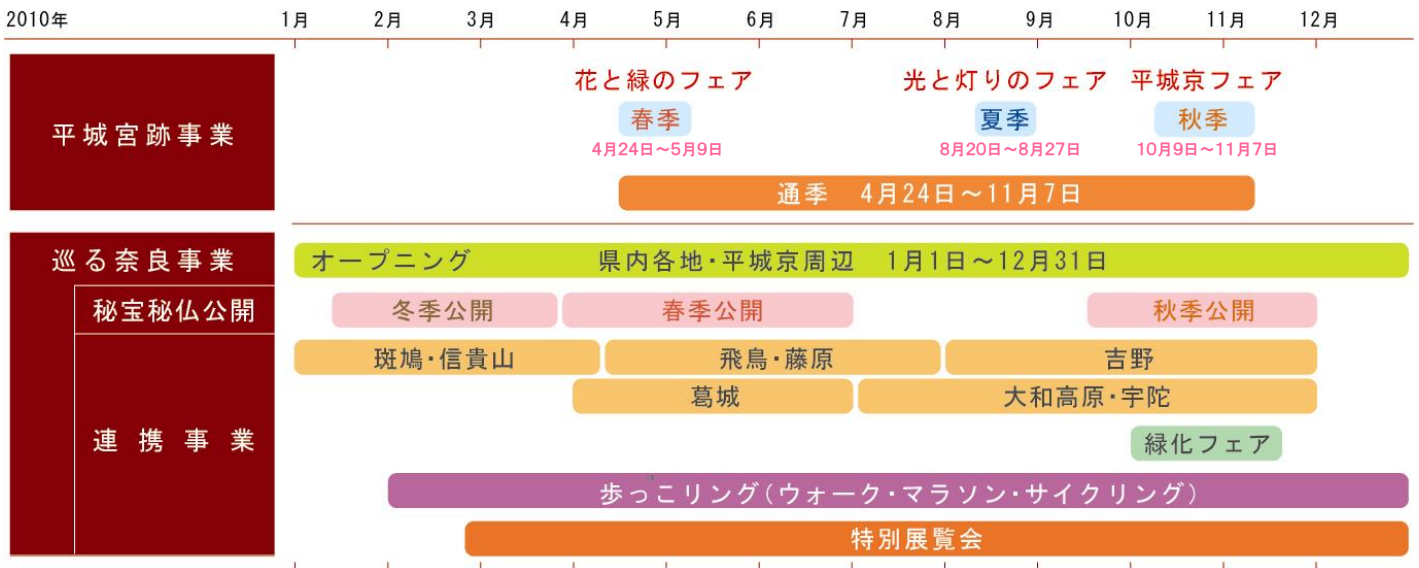 2010年 1月 2月 3月 4月 5月 6月 7月 8月 9月 10月 11月 12月
平城宮跡事業
花と緑のフェア 光と灯りのフェア 平城京フェア
春季 夏季 秋季
4月24日～5月9日 8月20日～8月27日 10月9日～11月7日
通季 4月24日～11月7日
巡る奈良事業
オープニング 県内各地・平城京周辺 1月1日～12月31日
秘宝秘仏公開
冬季公開 春季公開 秋季公開
連携事業
斑鳩・信貴山 飛鳥・藤原 吉野
葛城 大和高原・宇陀
緑化フェア
歩っこリング(ウォーク・マラソン・サイクリング)
特別展覧会